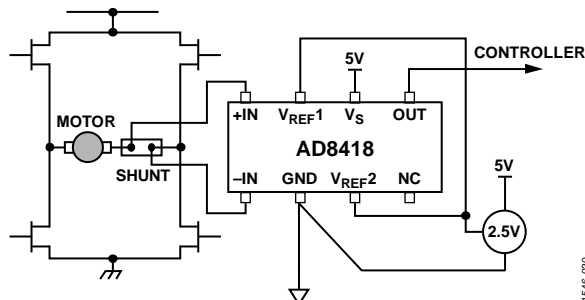 5V
CONTROLLER
+IN
VREF1
VS
OUT
MOTOR
AD8418
SHUNT
–IN
GND
VREF2
NC
5V
2.5V